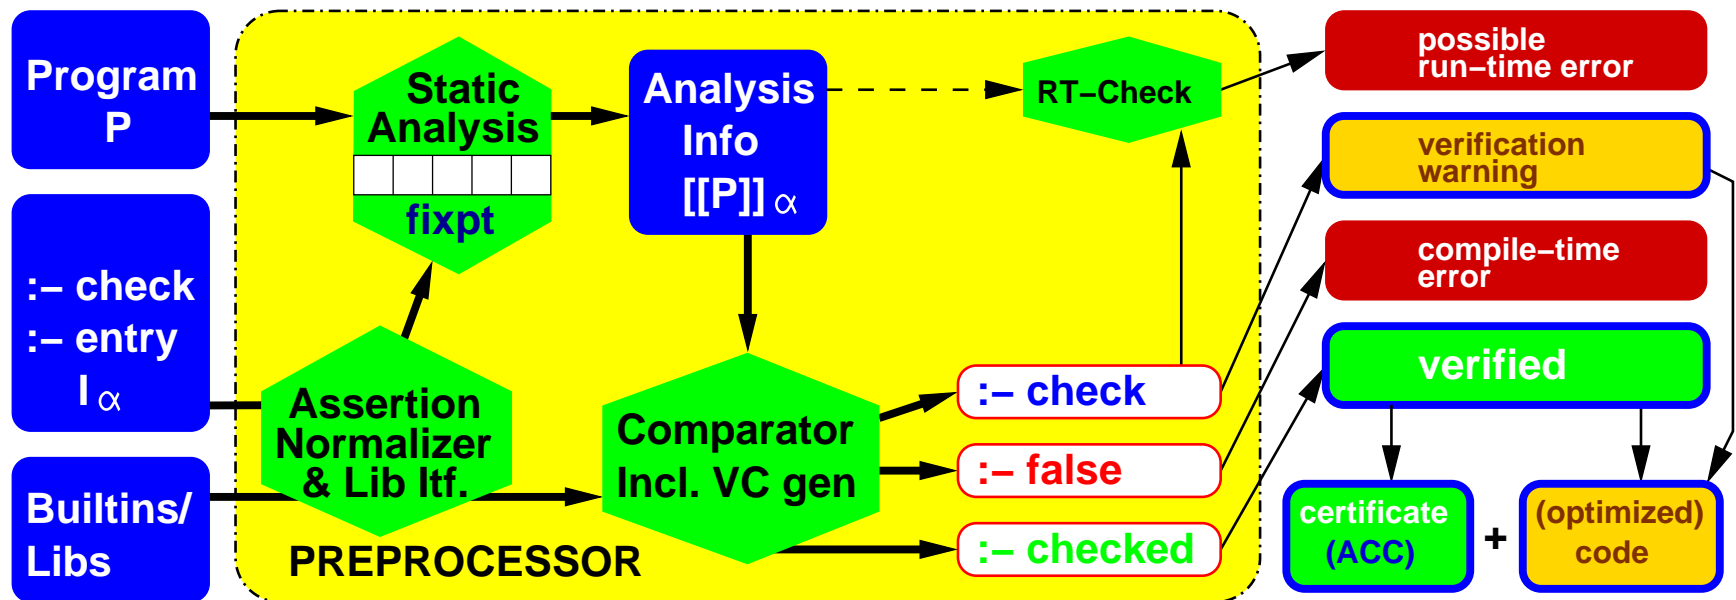 Program
P
:– check
:– entry
I α
Builtins/
Libs
Static
Analysis
fixpt
Assertion
Normalizer
& Lib Itf.
PREPROCESSOR
Analysis
Info
[[P]] α
Comparator
Incl. VC gen
RT–Check
:– check
:– false
:– checked
possible
run–time error
verification
warning
compile–time
error
verified
certificate
(ACC)
+
(optimized)
code